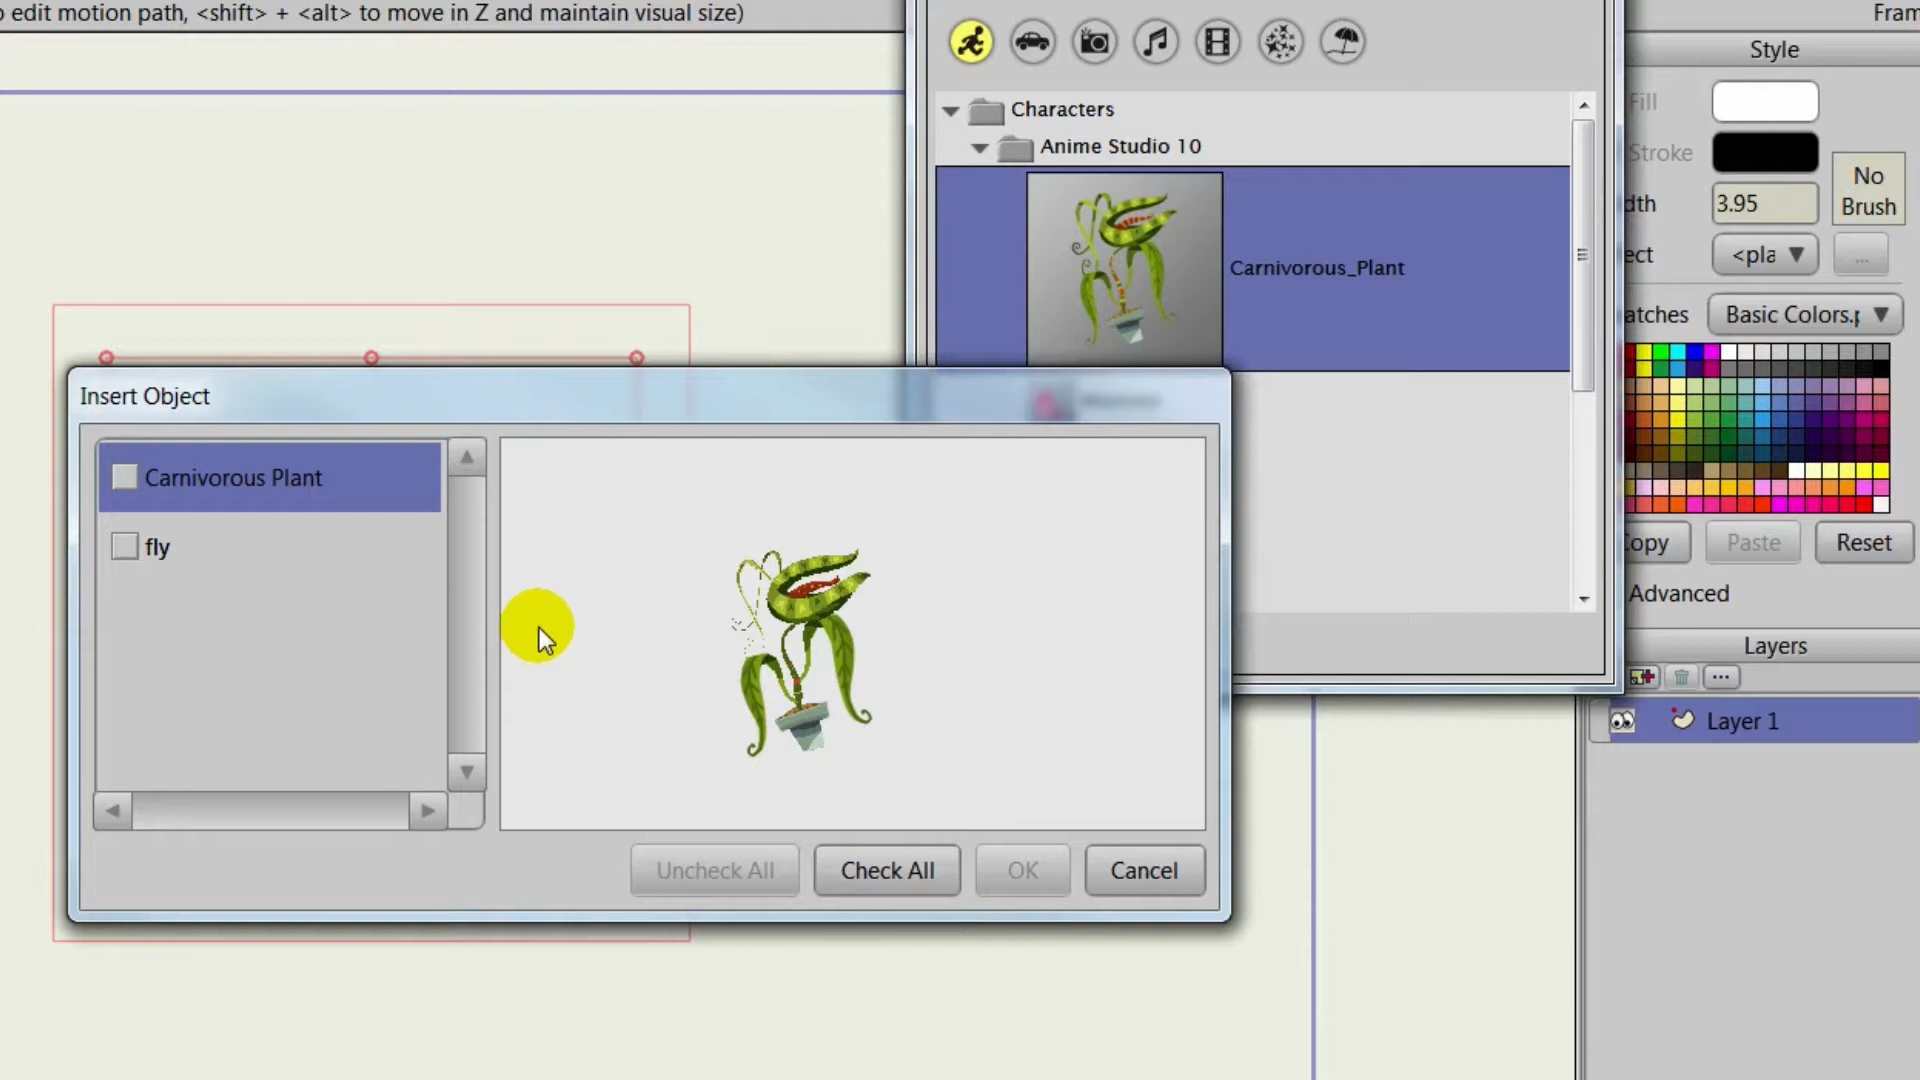 o edit motion path, <shift> + <alt> to move in Z and maintain visual size)
Fram
Style
Characters
Anime Studio 10
Carnivorous_Plant
Fill
Stroke
No
Brush
dth
3.95
ect
<pla
...
atches
Basic Colors.p
Copy
Paste
Reset
Advanced
Layers
...
Layer 1
Insert Object
Carnivorous Plant
fly
Uncheck All
Check All
OK
Cancel